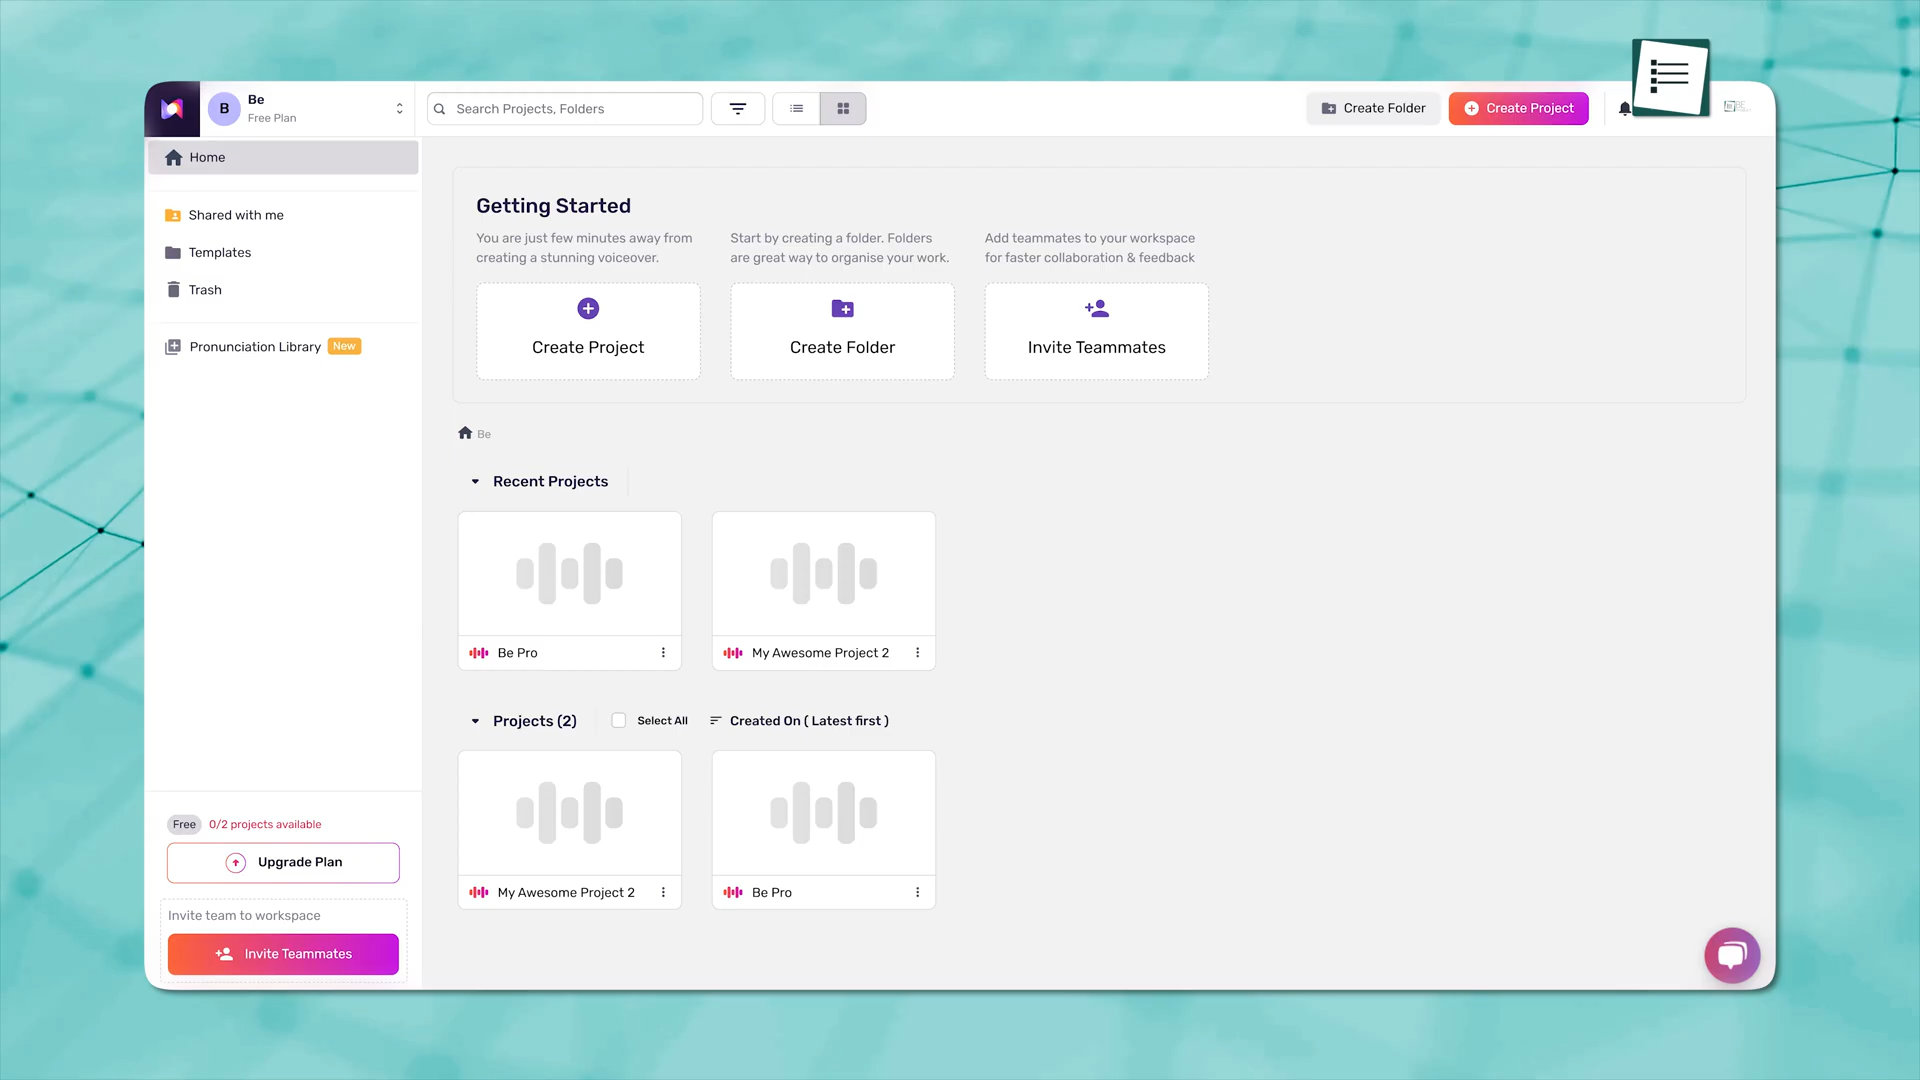 B
Be
Free Plan
Search Projects, Folders
Create Folder
Create Project
Home
Shared with me
Templates
Trash
Pronunciation Library New
Getting Started
You are just few minutes away from
creating a stunning voiceover.
Create Project
Start by creating a folder. Folders
are great way to organise your work.
Create Folder
Add teammates to your workspace
for faster collaboration & feedback
Invite Teammates
Be
Recent Projects
Be Pro
My Awesome Project 2
Projects (2)
Select All
Created On ( Latest first )
My Awesome Project 2
Be Pro
Free 0/2 projects available
Upgrade Plan
Invite team to workspace
Invite Teammates